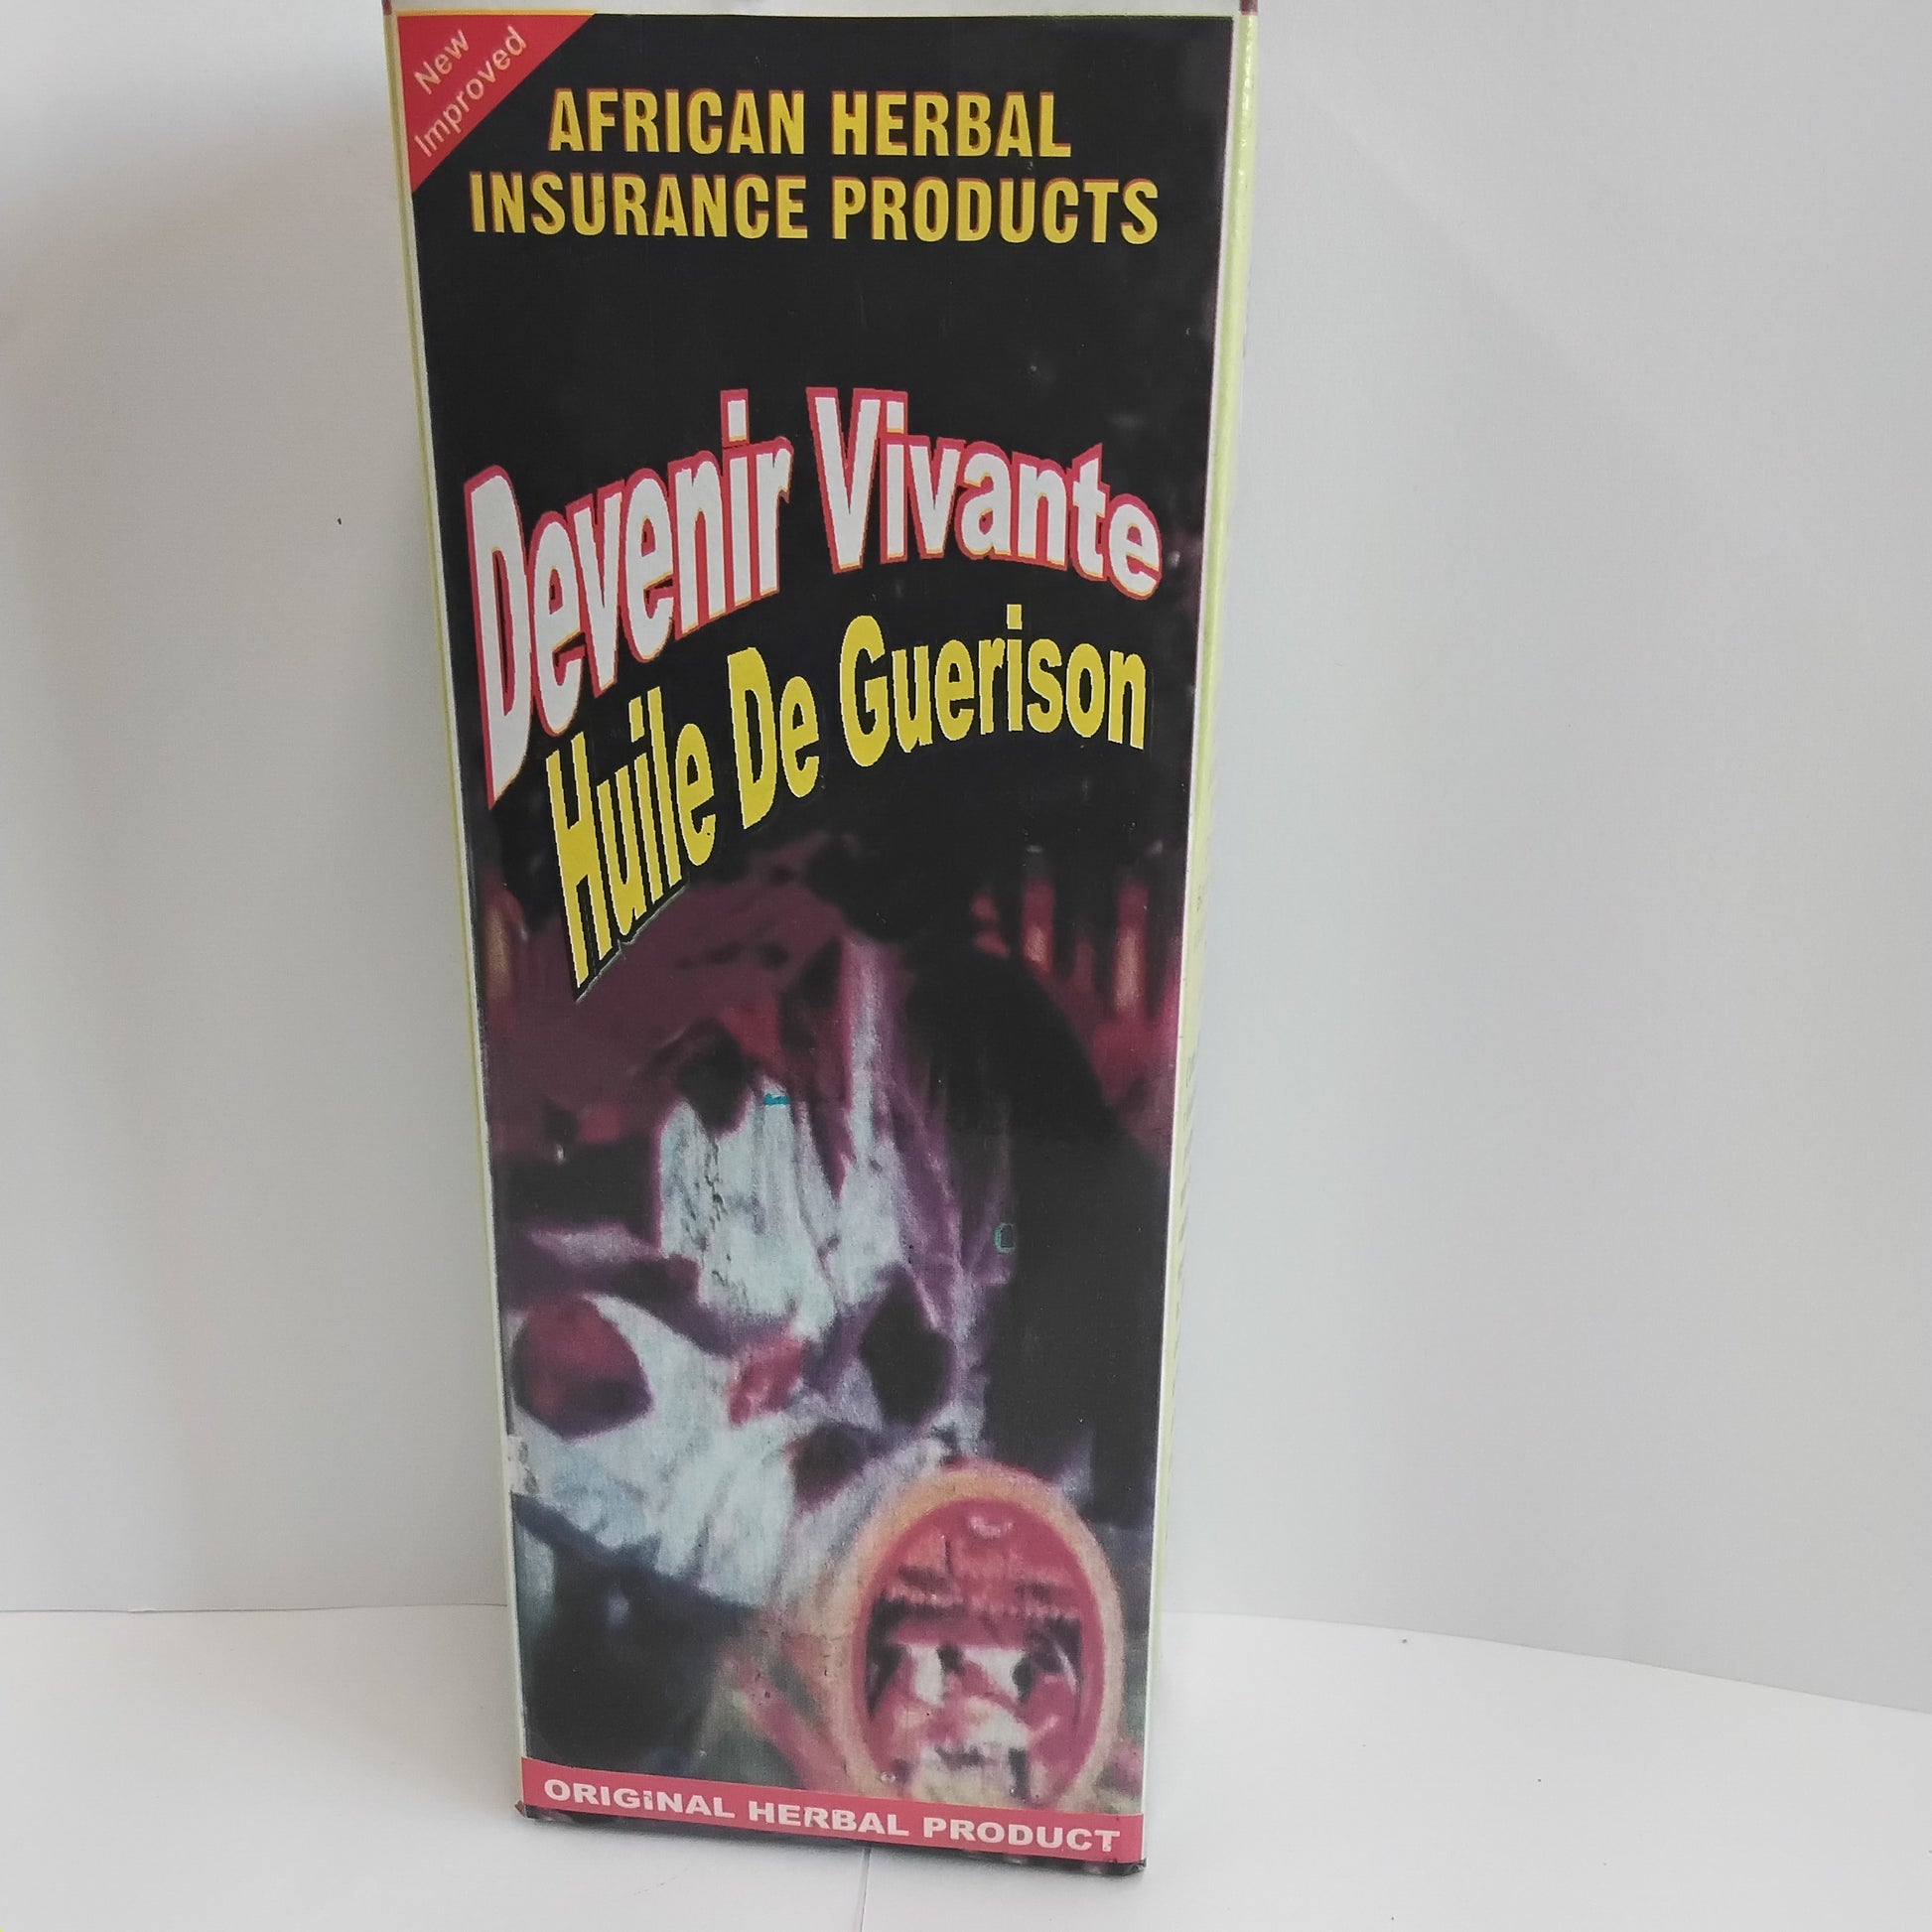 New
Improved
AFRICAN HERBAL
INSURANCE PRODUCTS
Devenir Vivante
Huile De Guerison
ORIGiNAL HERBAL PRODUCT